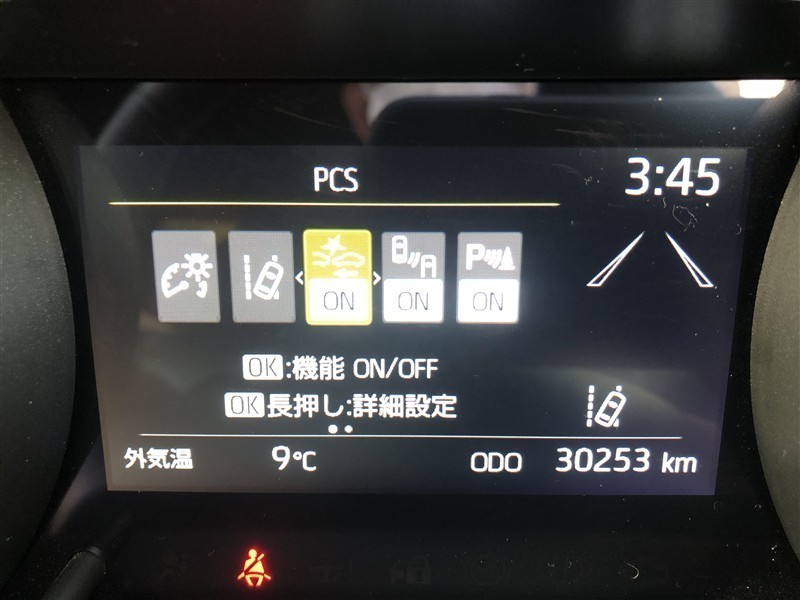 PCS 3:45
ON ON P ON
OK:機能 ON/OFF
OK長押し:詳細設定
外気温 9℃ ODO 30253 km